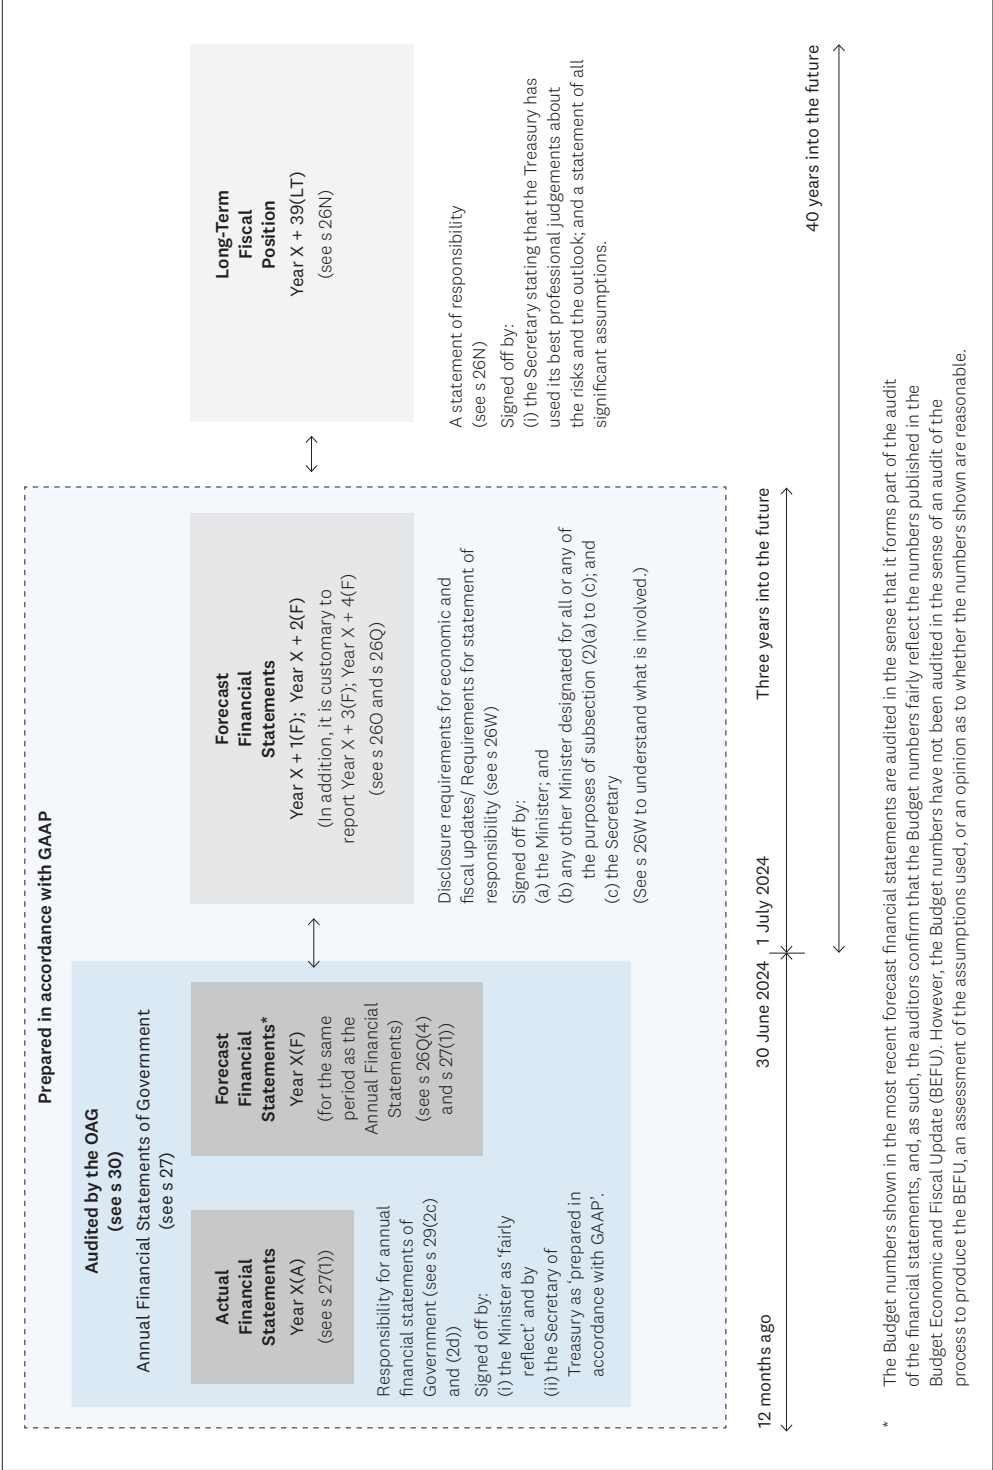 Prepared in accordance with GAAP
Audited by the OAG
(see s 30)
Annual Financial Statements of Government
(see s 27)
Actual
Financial
Statements
Year X(A)
(see s 27(1))
Responsibility for annual
financial statements of
Government (see s 29(2c)
and (2d))
Signed off by:
(i) the Minister as ‘fairly
reflect’ and by
(ii) the Secretary of
Treasury as ‘prepared in
accordance with GAAP’.
Forecast
Financial
Statements*
Year X(F)
(for the same
period as the
Annual Financial
Statements)
(see s 26Q(4)
and s 27(1))
Forecast
Financial
Statements
Year X + 1(F); Year X + 2(F)
(In addition, it is customary to
report Year X + 3(F); Year X + 4(F)
(see s 26O and s 26Q)
Disclosure requirements for economic and
fiscal updates/ Requirements for statement of
responsibility (see s 26W)
Signed off by:
(a) the Minister; and
(b) any other Minister designated for all or any of
the purposes of subsection (2)(a) to (c); and
(c) the Secretary
(See s 26W to understand what is involved.)
Long-Term
Fiscal
Position
Year X + 39(LT)
(see s 26N)
A statement of responsibility
(see s 26N)
Signed off by:
(i) the Secretary stating that the Treasury has
used its best professional judgements about
the risks and the outlook; and a statement of all
significant assumptions.
12 months ago
30 June 2024
1 July 2024
Three years into the future
40 years into the future
* The Budget numbers shown in the most recent forecast financial statements are audited in the sense that it forms part of the audit
of the financial statements, and, as such, the auditors confirm that the Budget numbers fairly reflect the numbers published in the
Budget Economic and Fiscal Update (BEFU). However, the Budget numbers have not been audited in the sense of an audit of the
process to produce the BEFU, an assessment of the assumptions used, or an opinion as to whether the numbers shown are reasonable.